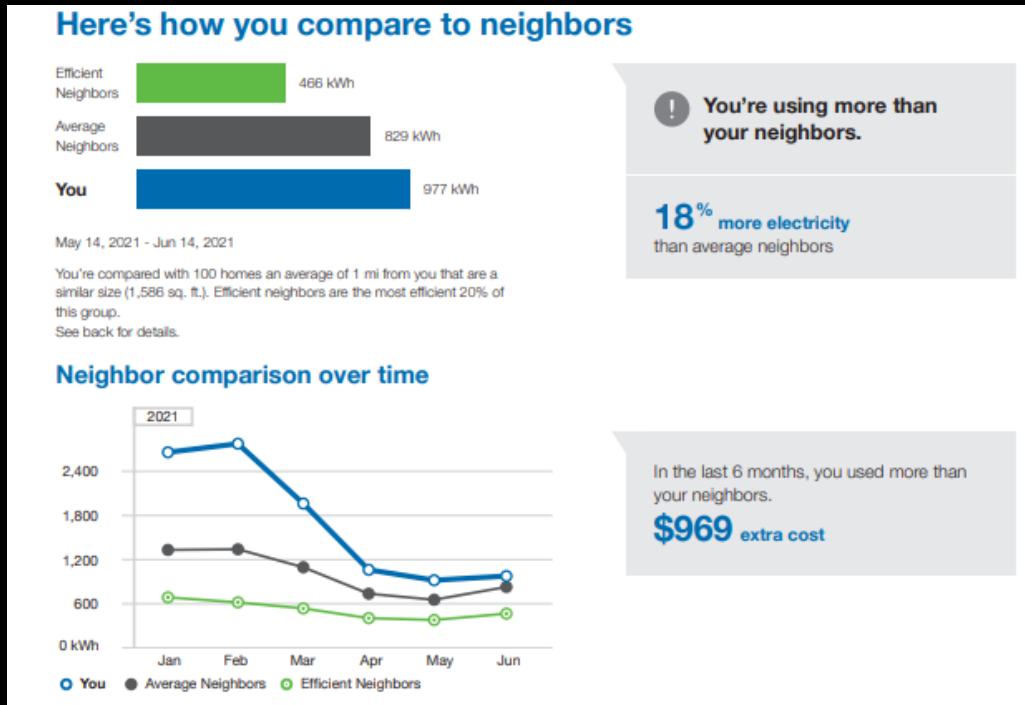 Here's how you compare to neighbors
Efficient
Neighbors
466 kWh
Average
Neighbors
829 kWh
You
977 kWh
May 14, 2021 - Jun 14, 2021
You're compared with 100 homes an average of 1 mi from you that are a
similar size (1,586 sq. ft.). Efficient neighbors are the most efficient 20% of
this group.
See back for details.
!
You're using more than
your neighbors.
18% more electricity
than average neighbors
Neighbor comparison over time
2021
2,400
1,800
1,200
600
0 kWh
Jan Feb Mar Apr May Jun
You Average Neighbors Efficient Neighbors
In the last 6 months, you used more than
your neighbors.
$969 extra cost